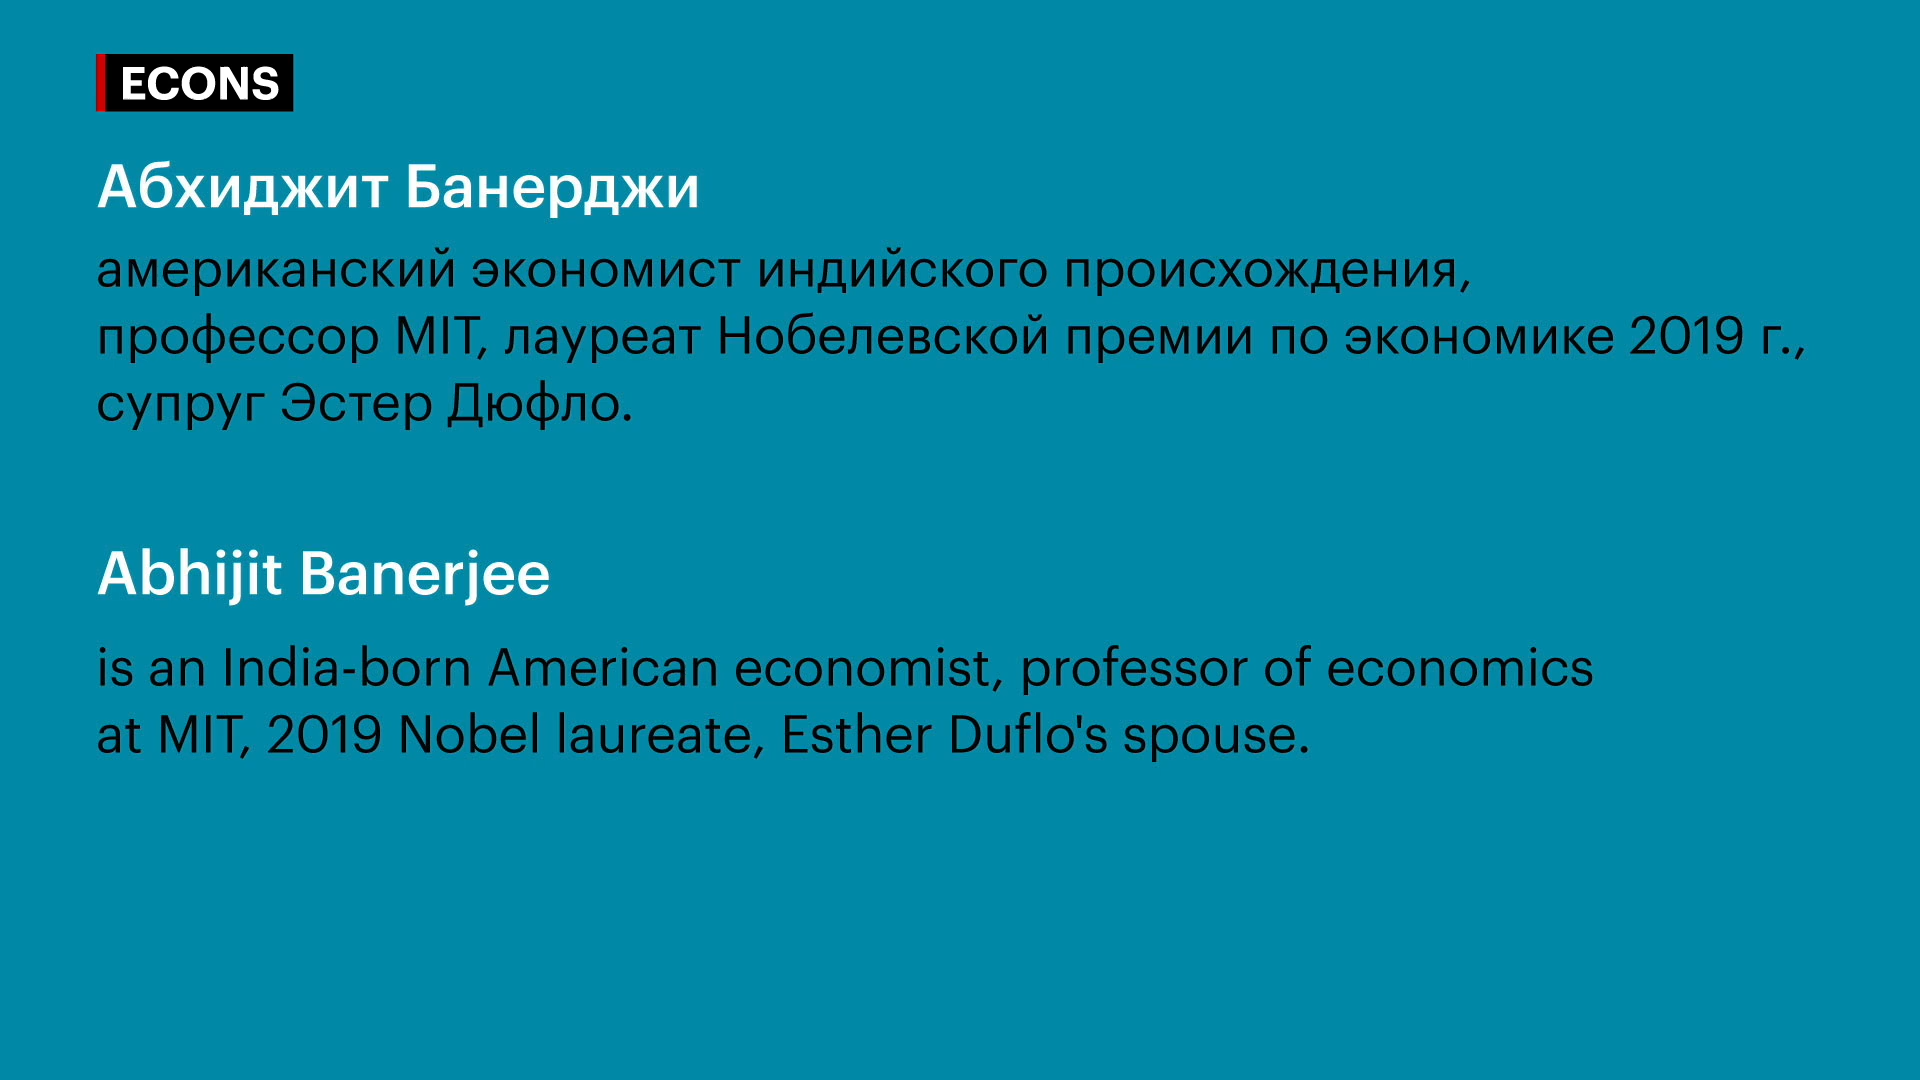 ECONS
Абхиджит Банерджи
американский экономист индийского происхождения,
профессор MIT, лауреат Нобелевской премии по экономике 2019 г.,
супруг Эстер Дюфло.
Abhijit Banerjee
is an India-born American economist, professor of economics
at MIT, 2019 Nobel laureate, Esther Duflo's spouse.